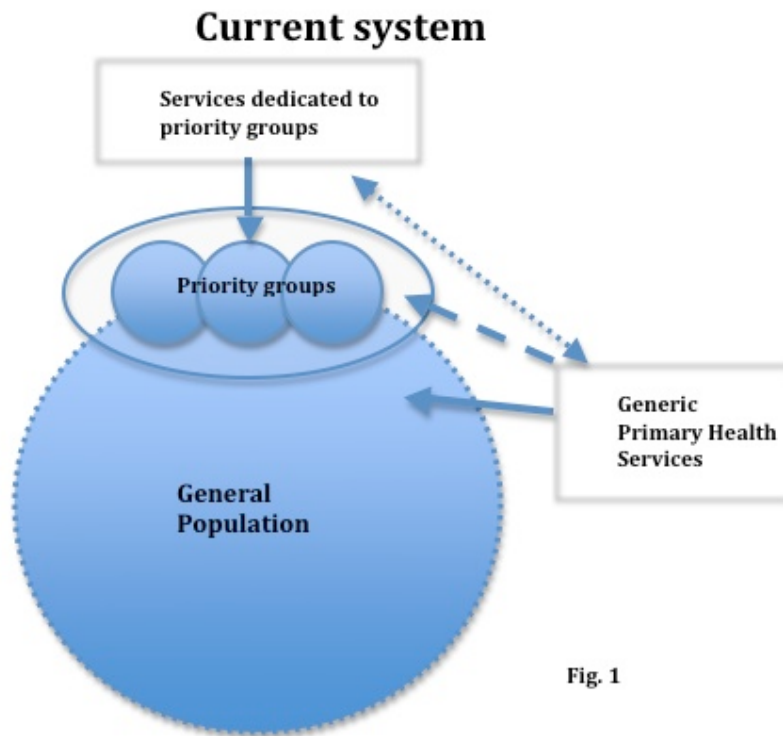 Current system
Services dedicated to
priority groups
Priority groups
Generic
Primary Health
Services
General
Population
Fig. 1